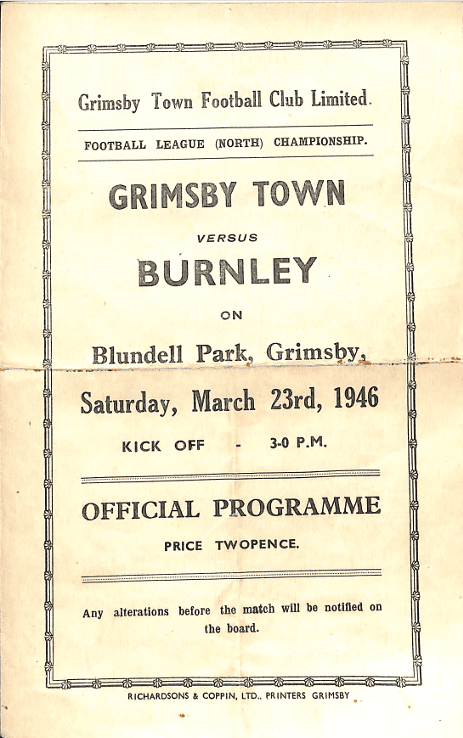 Grimsby Town Football Club Limited.
FOOTBALL LEAGUE (NORTH) CHAMPIONSHIP.
GRIMSBY TOWN
VERSUS
BURNLEY
ON
Blundell Park, Grimsby,
Saturday, March 23rd, 1946
KICK OFF - 3-0 P.M.
OFFICIAL PROGRAMME
PRICE TWOPENCE.
Any alterations before the match will be notified on
the board.
RICHARDSONS & COPPIN, LTD., PRINTERS GRIMSBY